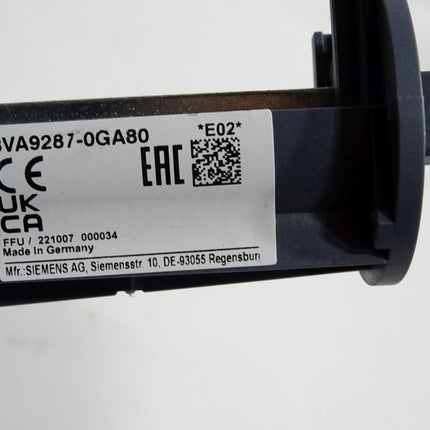 3VA9287-0GA80
*E02*
CE
EAC
UK
CA
FFU / 221007 000034
Made in Germany
Mfr.:SIEMENS AG, Siemensstr. 10, DE-93055 Regensbur